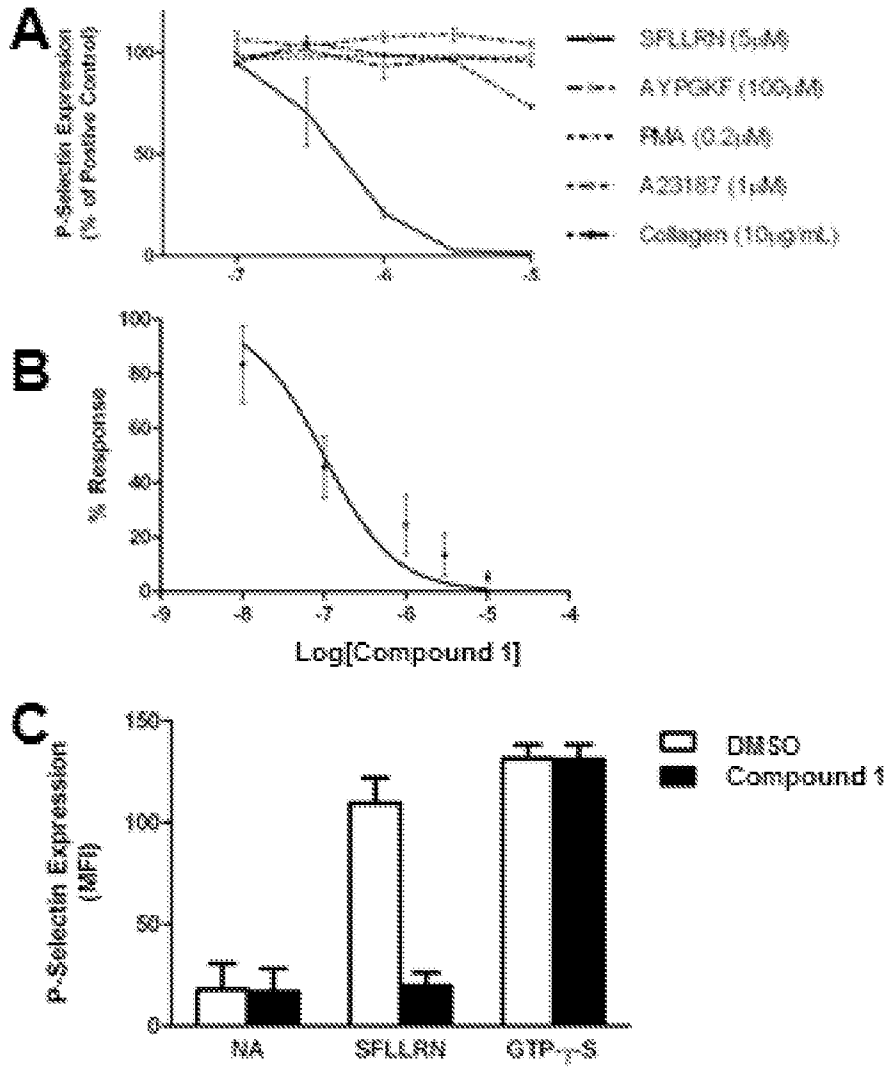 A
P-Selectin Expression
(% of Postive Control)
100
50
0
-7
-6
-5
SFLLRN (5μM)
AYPGKF (100μM)
PMA (0.2μM)
A23187 (1μM)
Collagen (10μg/mL)
B
% Response
100
80
60
40
20
0
-9
-8
-7
-6
-5
-4
Log[Compound 1]
C
P-Selectin Expression
(MFI)
150
100
50
0
NA
SFLLRN
GTP-γ-S
DMSO
Compound 1